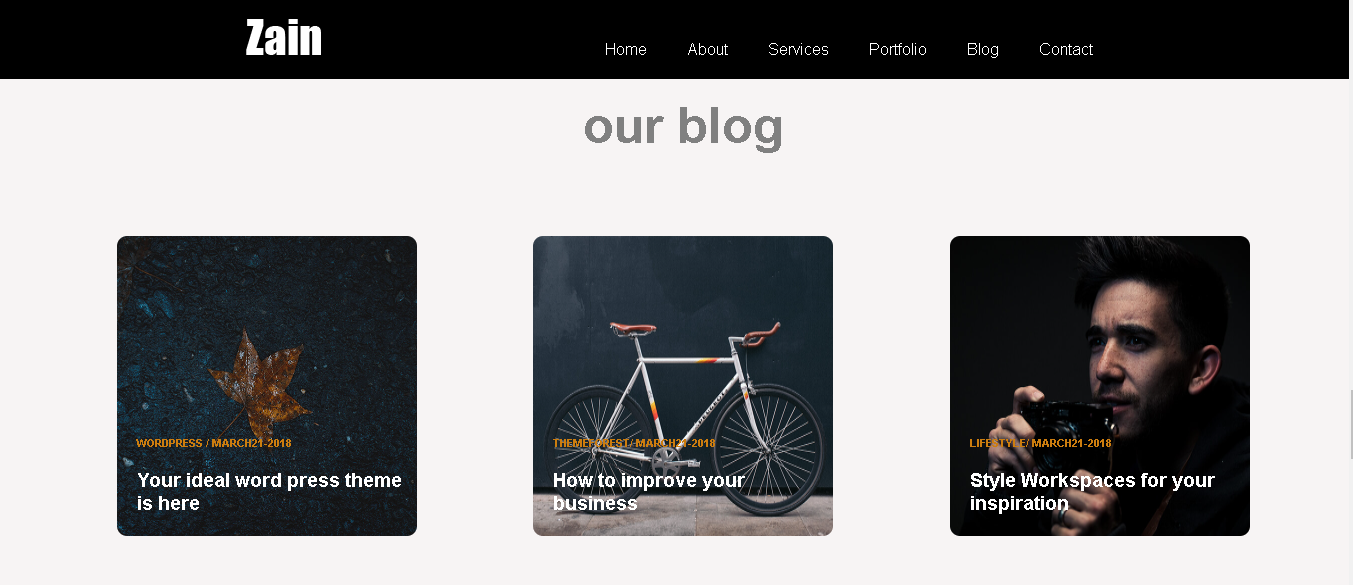 Zain
Home About Services Portfolio Blog Contact
our blog
WORDPRESS / MARCH21-2018
Your ideal word press theme
is here
THEMEFOREST/ MARCH21-2018
How to improve your
business
LIFESTYLE/ MARCH21-2018
Style Workspaces for your
inspiration
PEUGEOT